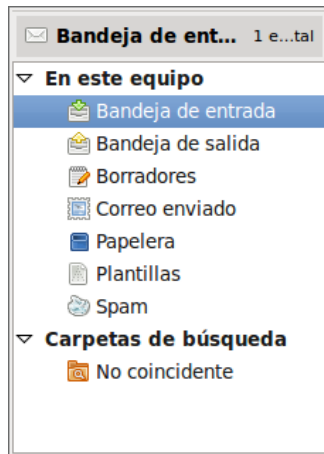 Bandeja de ent... 1 e...tal
En este equipo
Bandeja de entrada
Bandeja de salida
Borradores
Correo enviado
Papelera
Plantillas
Spam
Carpetas de búsqueda
No coincidente